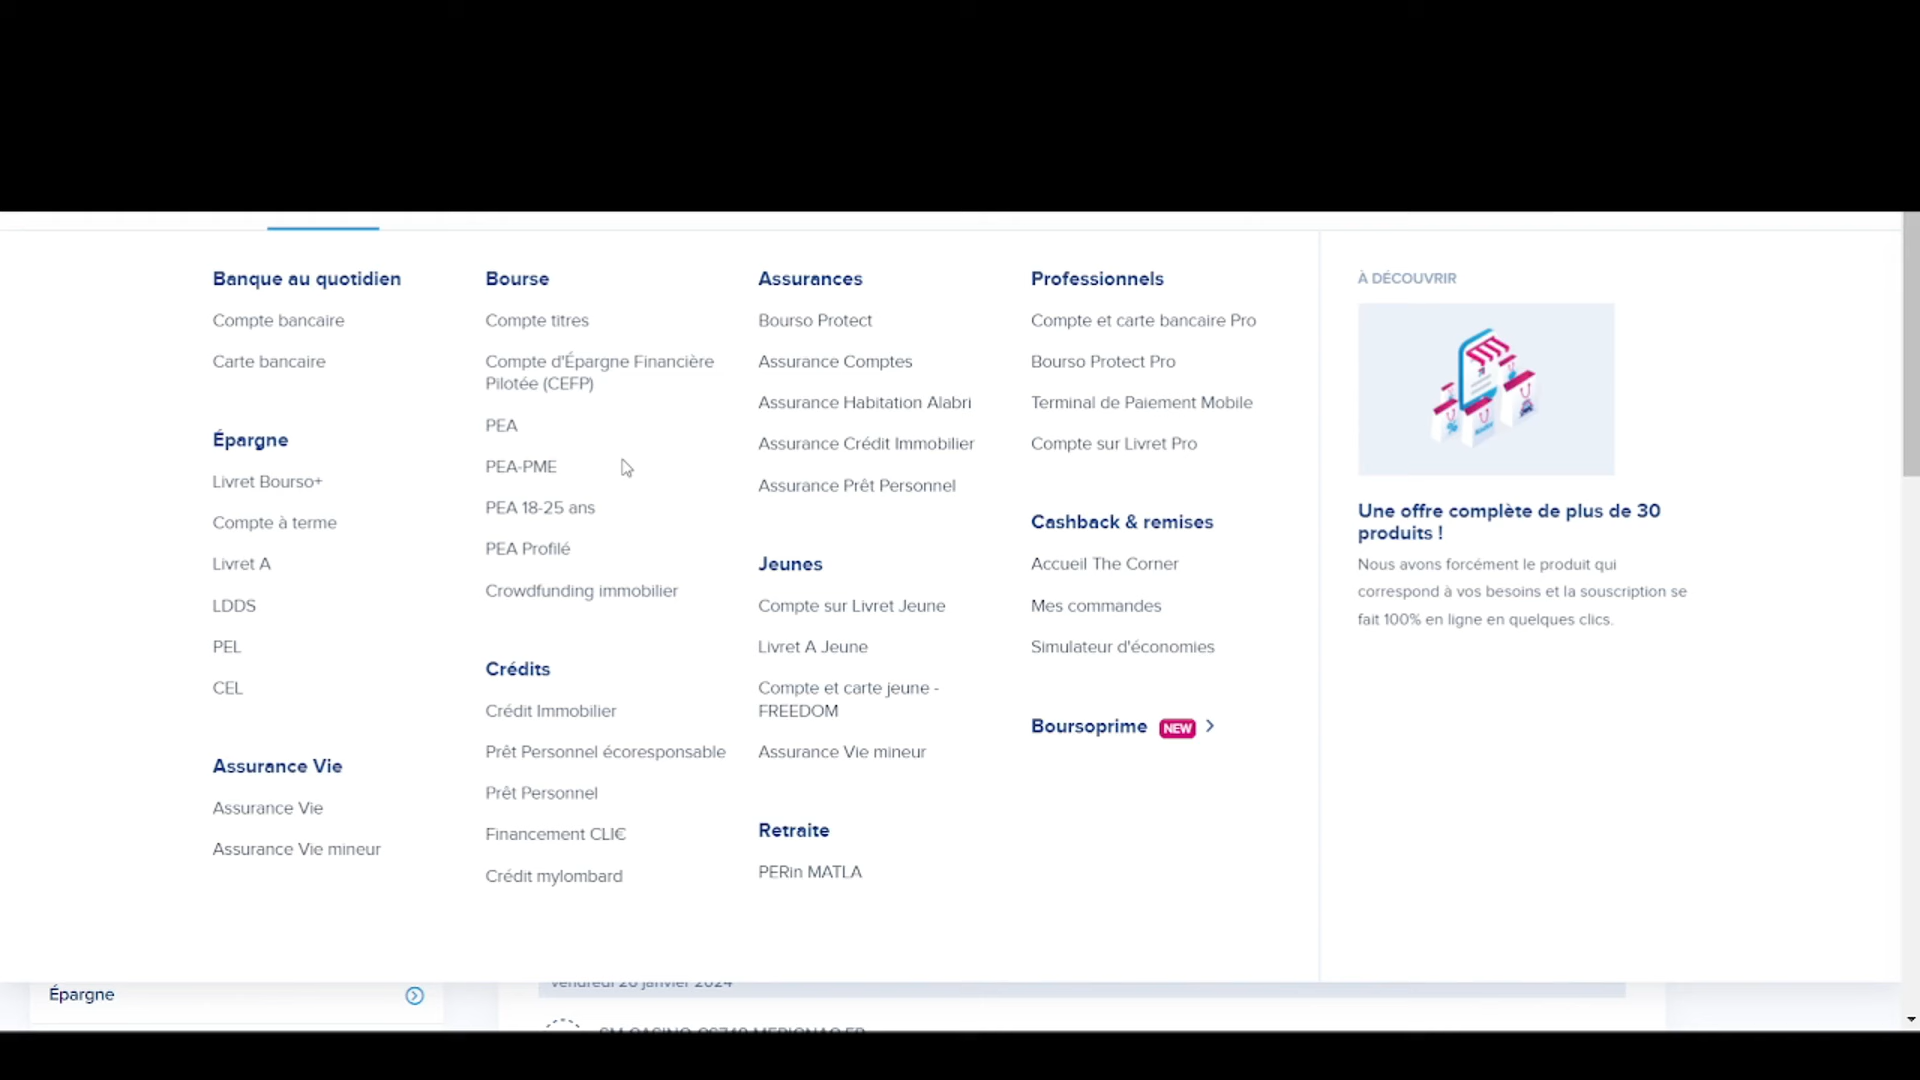 Banque au quotidien
Compte bancaire
Carte bancaire
Épargne
Livret Bourso+
Compte à terme
Livret A
LDDS
PEL
CEL
Assurance Vie
Assurance Vie
Assurance Vie mineur
Bourse
Compte titres
Compte d'Épargne Financière
Pilotée (CEFP)
PEA
PEA-PME
PEA 18-25 ans
PEA Profilé
Crowdfunding immobilier
Crédits
Crédit Immobilier
Prêt Personnel écoresponsable
Prêt Personnel
Financement CLI€
Crédit mylombard
Assurances
Bourso Protect
Assurance Comptes
Assurance Habitation Alabri
Assurance Crédit Immobilier
Assurance Prêt Personnel
Jeunes
Compte sur Livret Jeune
Livret A Jeune
Compte et carte jeune -
FREEDOM
Assurance Vie mineur
Retraite
PERin MATLA
Professionnels
Compte et carte bancaire Pro
Bourso Protect Pro
Terminal de Paiement Mobile
Compte sur Livret Pro
Cashback & remises
Accueil The Corner
Mes commandes
Simulateur d'économies
Boursoprime NEW
À DÉCOUVRIR
Une offre complète de plus de 30
produits !
Nous avons forcément le produit qui
correspond à vos besoins et la souscription se
fait 100% en ligne en quelques clics.
Épargne
janvier 2024